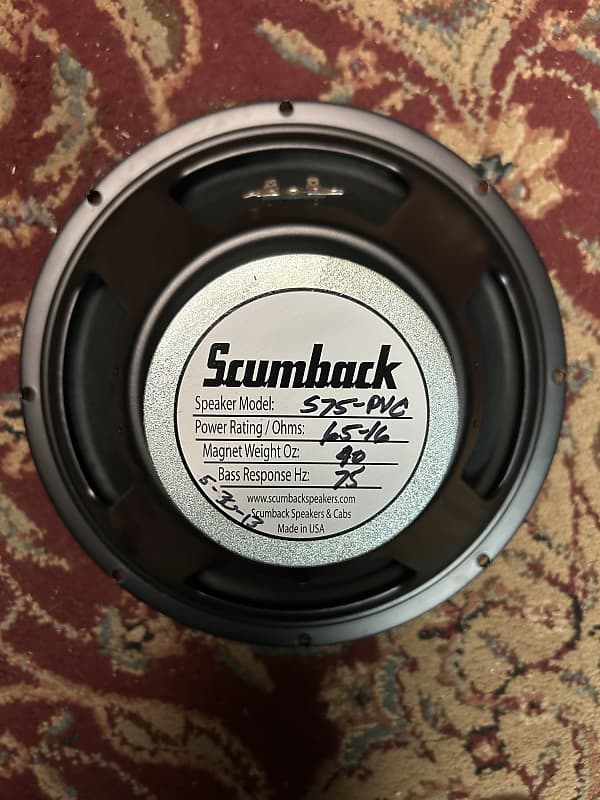 Scumback
Speaker Model: S75-PVC
Power Rating / Ohms: 65-16
Magnet Weight Oz: 40
Bass Response Hz: 75
5-30-13
www.scumbackspeakers.com
Scumback Speakers & Cabs
Made in USA